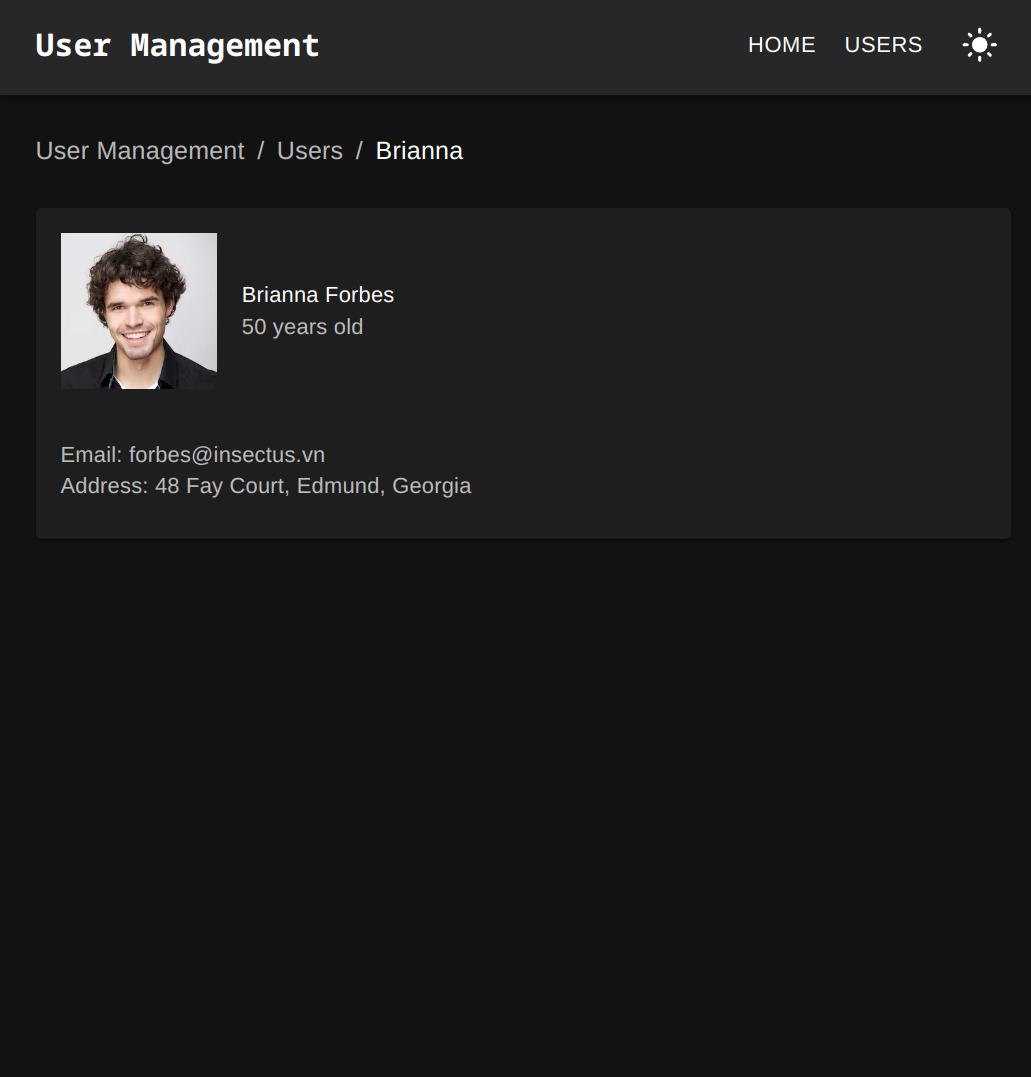 User Management
HOME USERS
User Management / Users / Brianna
Brianna Forbes
50 years old
Email: forbes@insectus.vn
Address: 48 Fay Court, Edmund, Georgia